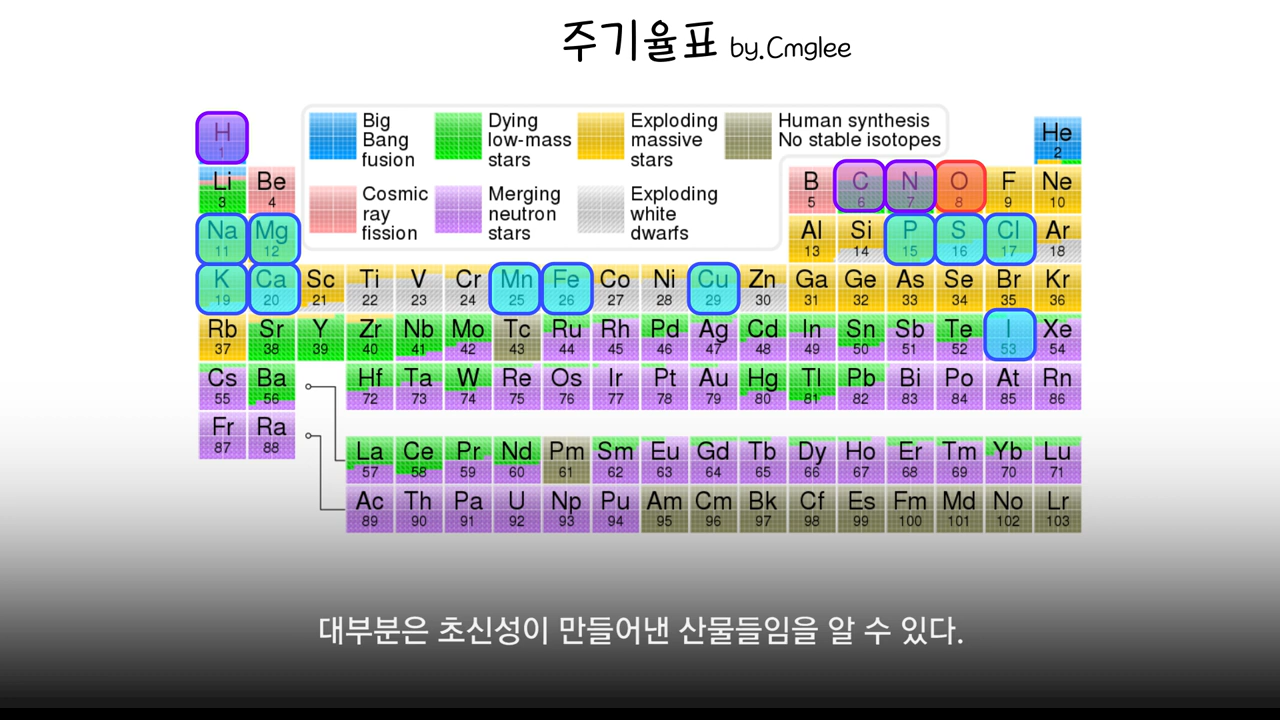 주기율표 by.Cmglee
Big Bang fusion
Dying low-mass stars
Exploding massive stars
Human synthesis No stable isotopes
Cosmic ray fission
Merging neutron stars
Exploding white dwarfs
H 1 He 2
Li 3 Be 4 B 5 C 6 N 7 O 8 F 9 Ne 10
Na 11 Mg 12 Al 13 Si 14 P 15 S 16 Cl 17 Ar 18
K 19 Ca 20 Sc 21 Ti 22 V 23 Cr 24 Mn 25 Fe 26 Co 27 Ni 28 Cu 29 Zn 30 Ga 31 Ge 32 As 33 Se 34 Br 35 Kr 36
Rb 37 Sr 38 Y 39 Zr 40 Nb 41 Mo 42 Tc 43 Ru 44 Rh 45 Pd 46 Ag 47 Cd 48 In 49 Sn 50 Sb 51 Te 52 I 53 Xe 54
Cs 55 Ba 56 Hf 72 Ta 73 W 74 Re 75 Os 76 Ir 77 Pt 78 Au 79 Hg 80 Tl 81 Pb 82 Bi 83 Po 84 At 85 Rn 86
Fr 87 Ra 88
La 57 Ce 58 Pr 59 Nd 60 Pm 61 Sm 62 Eu 63 Gd 64 Tb 65 Dy 66 Ho 67 Er 68 Tm 69 Yb 70 Lu 71
Ac 89 Th 90 Pa 91 U 92 Np 93 Pu 94 Am 95 Cm 96 Bk 97 Cf 98 Es 99 Fm 100 Md 101 No 102 Lr 103
대부분은 초신성이 만들어낸 산물들임을 알 수 있다.